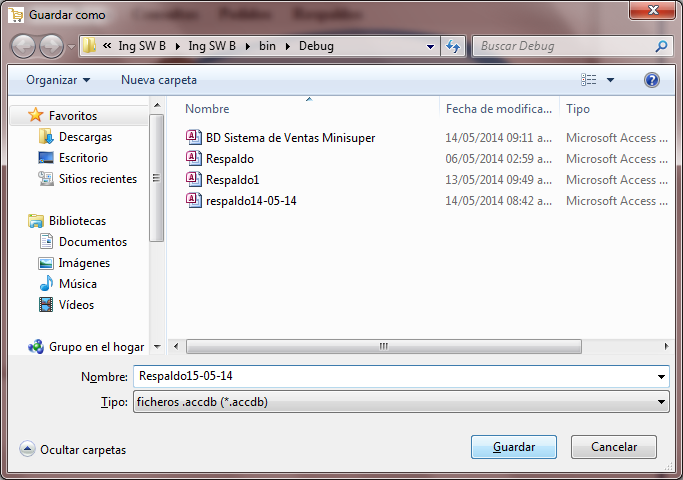 Guardar como
« Ing SW B ▸ Ing SW B ▸ bin ▸ Debug
Buscar Debug
Organizar Nueva carpeta
Favoritos
Descargas
Escritorio
Sitios recientes
Bibliotecas
Documentos
Imágenes
Música
Vídeos
Grupo en el hogar
Nombre Fecha de modifica... Tipo
BD Sistema de Ventas Minisuper 14/05/2014 09:11 a... Microsoft Access ...
Respaldo 06/05/2014 02:59 a... Microsoft Access ...
Respaldo1 13/05/2014 09:49 a... Microsoft Access ...
respaldo14-05-14 14/05/2014 08:42 a... Microsoft Access ...
Nombre: Respaldo15-05-14
Tipo: ficheros .accdb (*.accdb)
Ocultar carpetas Guardar Cancelar